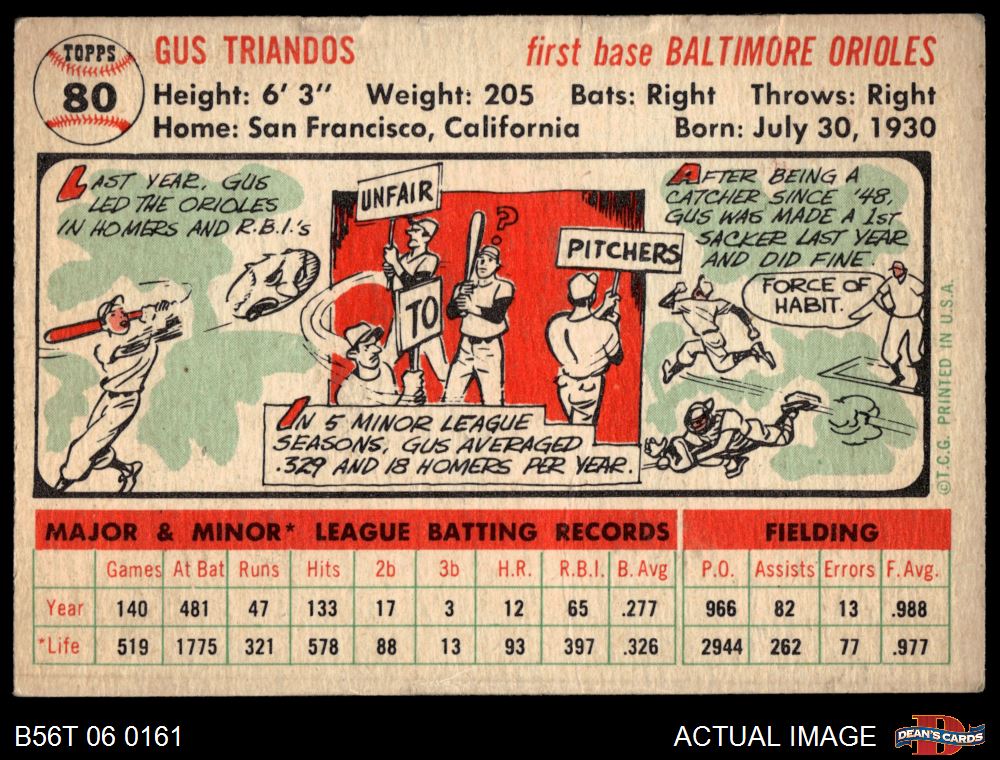 TOPPS
80
GUS TRIANDOS
first base BALTIMORE ORIOLES
Height: 6' 3" Weight: 205 Bats: Right Throws: Right
Home: San Francisco, California Born: July 30, 1930
LAST YEAR, GUS
LED THE ORIOLES
IN HOMERS AND R.B.I.'s
UNFAIR
TO
?
PITCHERS
IN 5 MINOR LEAGUE
SEASONS, GUS AVERAGED
.329 AND 18 HOMERS PER YEAR.
AFTER BEING A
CATCHER SINCE '48,
GUS WAS MADE A 1st
SACKER LAST YEAR
AND DID FINE.
FORCE OF
HABIT.
©T.C.G. PRINTED IN U.S.A.
MAJOR & MINOR* LEAGUE BATTING RECORDS FIELDING
Games At Bat Runs Hits 2b 3b H.R. R.B.I. B. Avg P.O. Assists Errors F. Avg.
Year 140 481 47 133 17 3 12 65 .277 966 82 13 .988
*Life 519 1775 321 578 88 13 93 397 .326 2944 262 77 .977
B56T 06 0161
ACTUAL IMAGE
DEAN'S CARDS